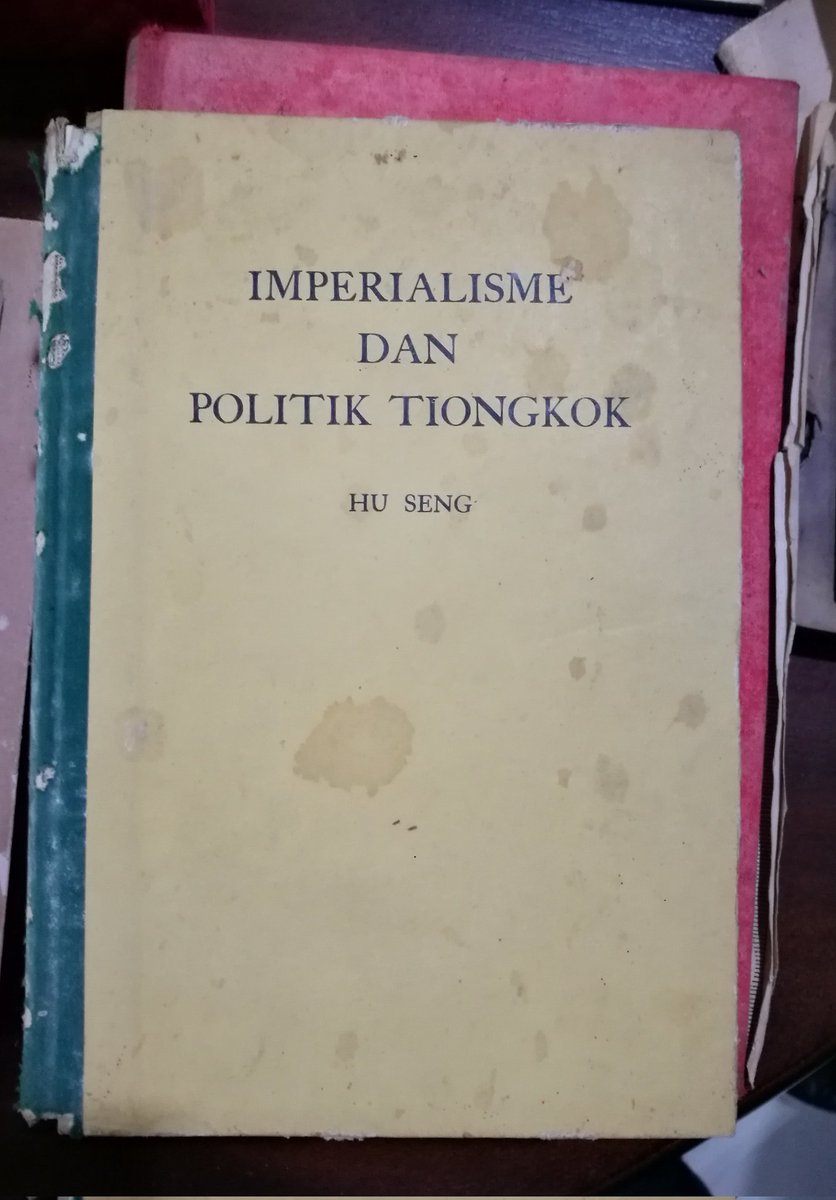 IMPERIALISME
DAN
POLITIK TIONGKOK
HU SENG